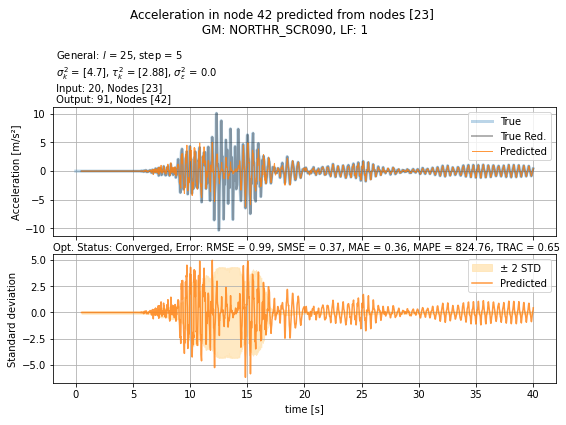 Acceleration in node 42 predicted from nodes [23]
GM: NORTHR_SCR090, LF: 1
General: l = 25, step = 5
σ_k² = [4.7], τ_k² = [2.88], σ_ε² = 0.0
Input: 20, Nodes [23]
Output: 91, Nodes [42]
Acceleration [m/s²]
10
5
0
−5
−10
True
True Red.
Predicted
Opt. Status: Converged, Error: RMSE = 0.99, SMSE = 0.37, MAE = 0.36, MAPE = 824.76, TRAC = 0.65
Standard deviation
5.0
2.5
0.0
−2.5
−5.0
± 2 STD
Predicted
0 5 10 15 20 25 30 35 40
time [s]